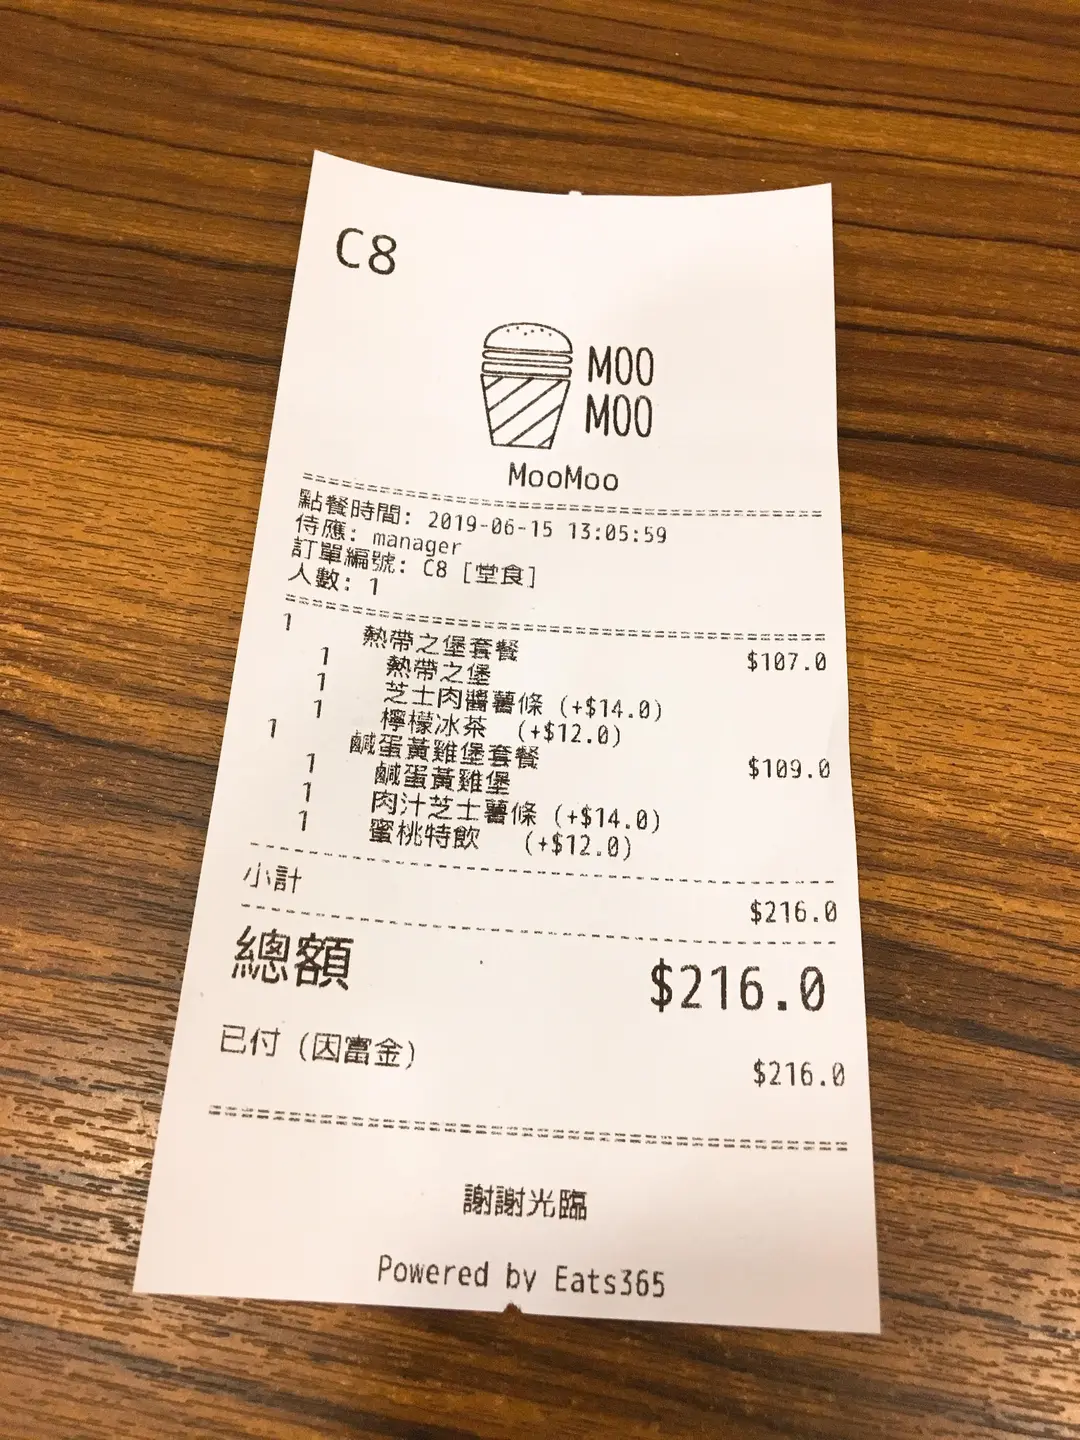 C8
MOO
MOO
MooMoo
點餐時間: 2019-06-15 13:05:59
侍應: manager
訂單編號: C8 [堂食]
人數: 1
1 熱帶之堡套餐 $107.0
1 熱帶之堡
1 芝士肉醬薯條 (+$14.0)
1 檸檬冰茶 (+$12.0)
1 鹹蛋黃雞堡套餐 $109.0
1 鹹蛋黃雞堡
1 肉汁芝士薯條 (+$14.0)
1 蜜桃特飲 (+$12.0)
小計 $216.0
總額 $216.0
已付 (因富金) $216.0
謝謝光臨
Powered by Eats365